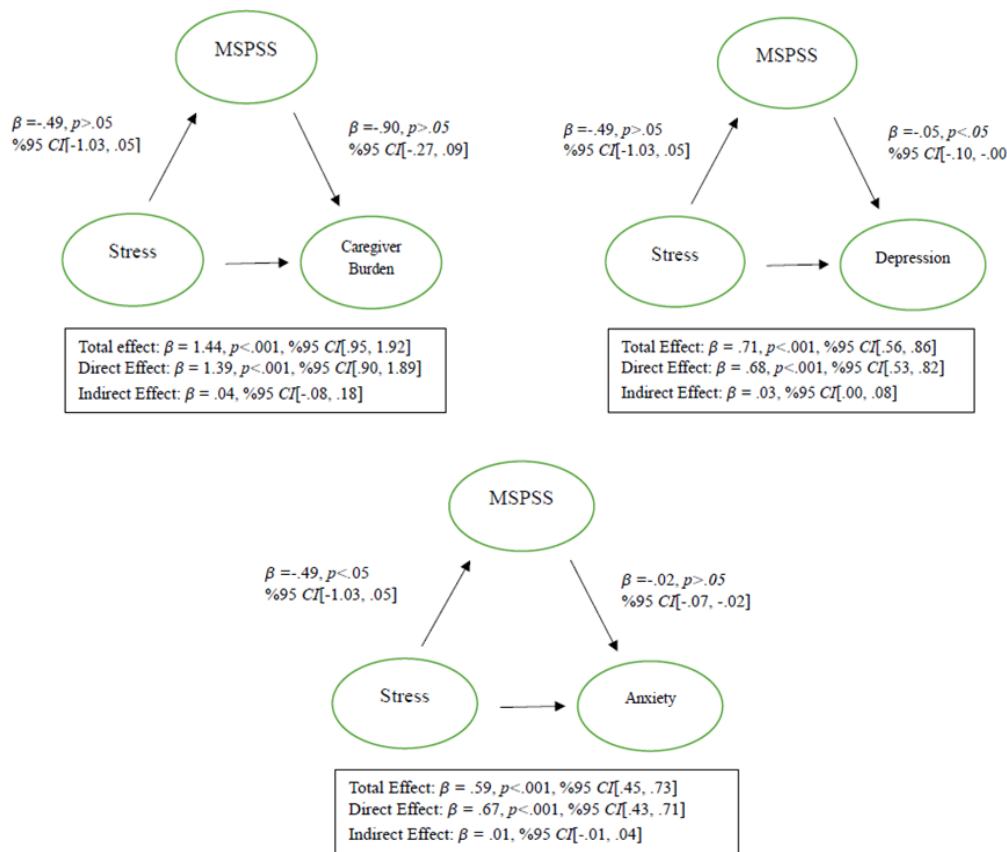 MSPSS
β =-.49, p>.05
%95 CI[-1.03, .05]
β =-.90, p>.05
%95 CI[-.27, .09]
Stress
Caregiver
Burden
Total effect: β = 1.44, p<.001, %95 CI[.95, 1.92]
Direct Effect: β = 1.39, p<.001, %95 CI[.90, 1.89]
Indirect Effect: β = .04, %95 CI[-.08, .18]
MSPSS
β =-.49, p>.05
%95 CI[-1.03, .05]
β =-.05, p<.05
%95 CI[-.10, -.00
Stress
Depression
Total Effect: β = .71, p<.001, %95 CI[.56, .86]
Direct Effect: β = .68, p<.001, %95 CI[.53, .82]
Indirect Effect: β = .03, %95 CI[.00, .08]
MSPSS
β =-.49, p<.05
%95 CI[-1.03, .05]
β =-.02, p>.05
%95 CI[-.07, -.02]
Stress
Anxiety
Total Effect: β = .59, p<.001, %95 CI[.45, .73]
Direct Effect: β = .67, p<.001, %95 CI[.43, .71]
Indirect Effect: β = .01, %95 CI[-.01, .04]